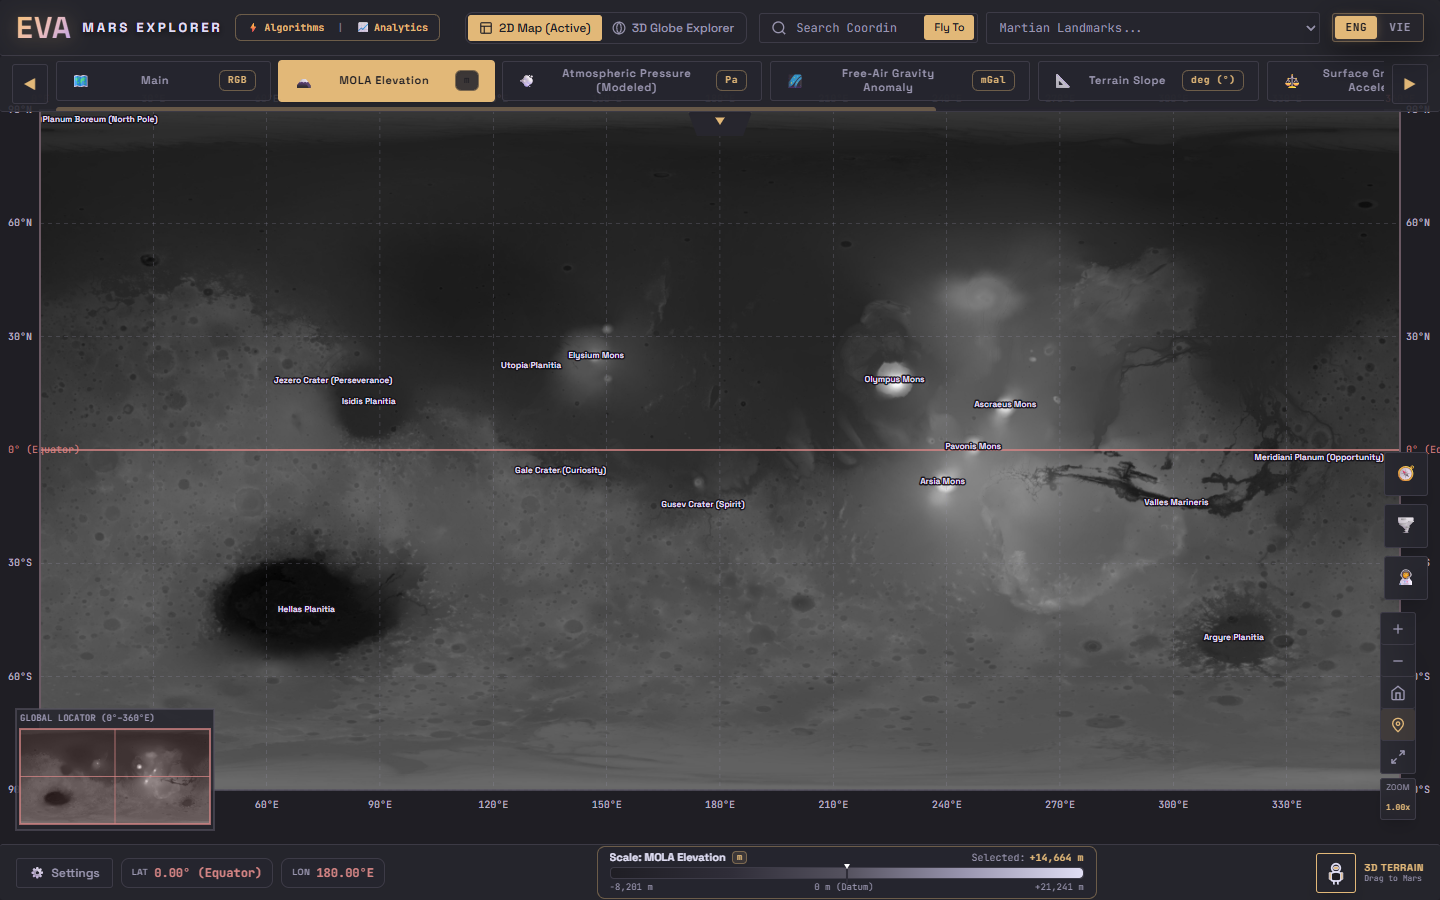 EVA MARS EXPLORER
Algorithms | Analytics
2D Map (Active)
3D Globe Explorer
Search Coordin
Fly To
Martian Landmarks...
ENG VIE
Main RGB
MOLA Elevation m
Atmospheric Pressure (Modeled) Pa
Free-Air Gravity Anomaly mGal
Terrain Slope deg (°)
Surface Gr
Accele
Planum Boreum (North Pole)
60°N
60°N
30°N
30°N
Elysium Mons
Utopia Planitia
Jezero Crater (Perseverance)
Olympus Mons
Isidis Planitia
Ascraeus Mons
Pavonis Mons
0° (Equator)
0° (Ec
Meridiani Planum (Opportunity)
Gale Crater (Curiosity)
Arsia Mons
Gusev Crater (Spirit)
Valles Marineris
30°S
Hellas Planitia
Argyre Planitia
60°S
GLOBAL LOCATOR (0°-360°E)
60°E
90°E
120°E
150°E
180°E
210°E
240°E
270°E
300°E
330°E
ZOOM
1.00x
Settings
LAT 0.00° (Equator)
LON 180.00°E
Scale: MOLA Elevation m
Selected: +14,664 m
-8,201 m
0 m (Datum)
+21,241 m
3D TERRAIN
Drag to Mars